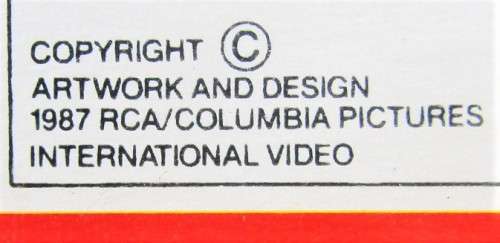 COPYRIGHT ©
ARTWORK AND DESIGN
1987 RCA/COLUMBIA PICTURES
INTERNATIONAL VIDEO